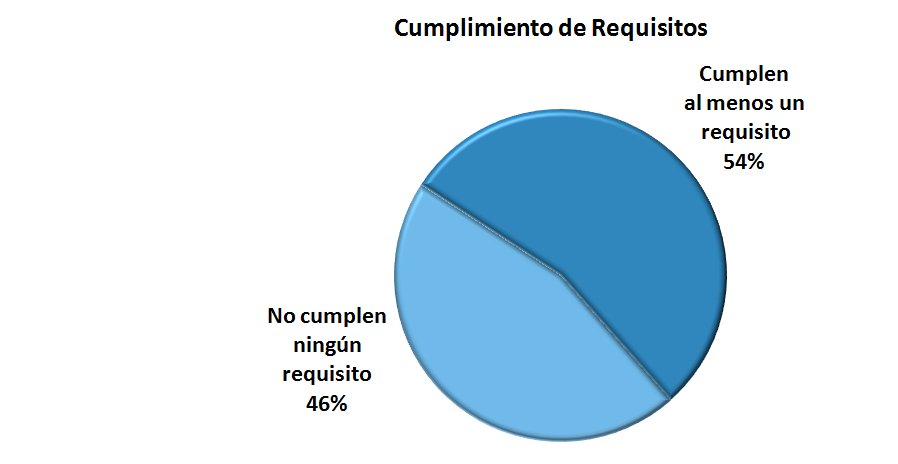 Cumplimiento de Requisitos
Cumplen
al menos un
requisito
54%
No cumplen
ningún
requisito
46%